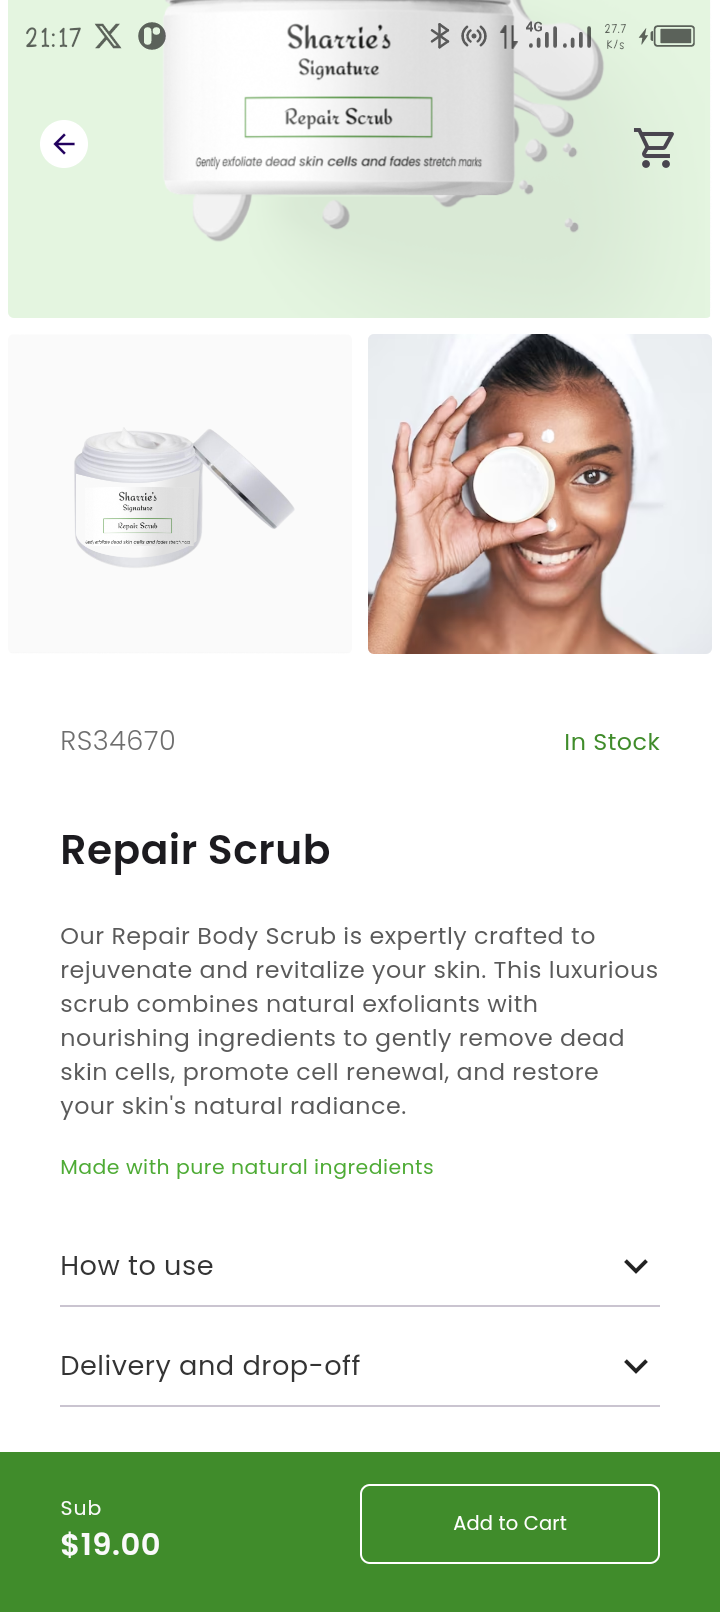 21:17
4G
27.7
K/s
Sharrie's
Signature
Repair Scrub
Gently exfoliate dead skin cells and fades stretch marks
Sharrie's
Signature
Repair Scrub
RS34670
In Stock
Repair Scrub
Our Repair Body Scrub is expertly crafted to
rejuvenate and revitalize your skin. This luxurious
scrub combines natural exfoliants with
nourishing ingredients to gently remove dead
skin cells, promote cell renewal, and restore
your skin's natural radiance.
Made with pure natural ingredients
How to use
Delivery and drop-off
Sub
$19.00
Add to Cart